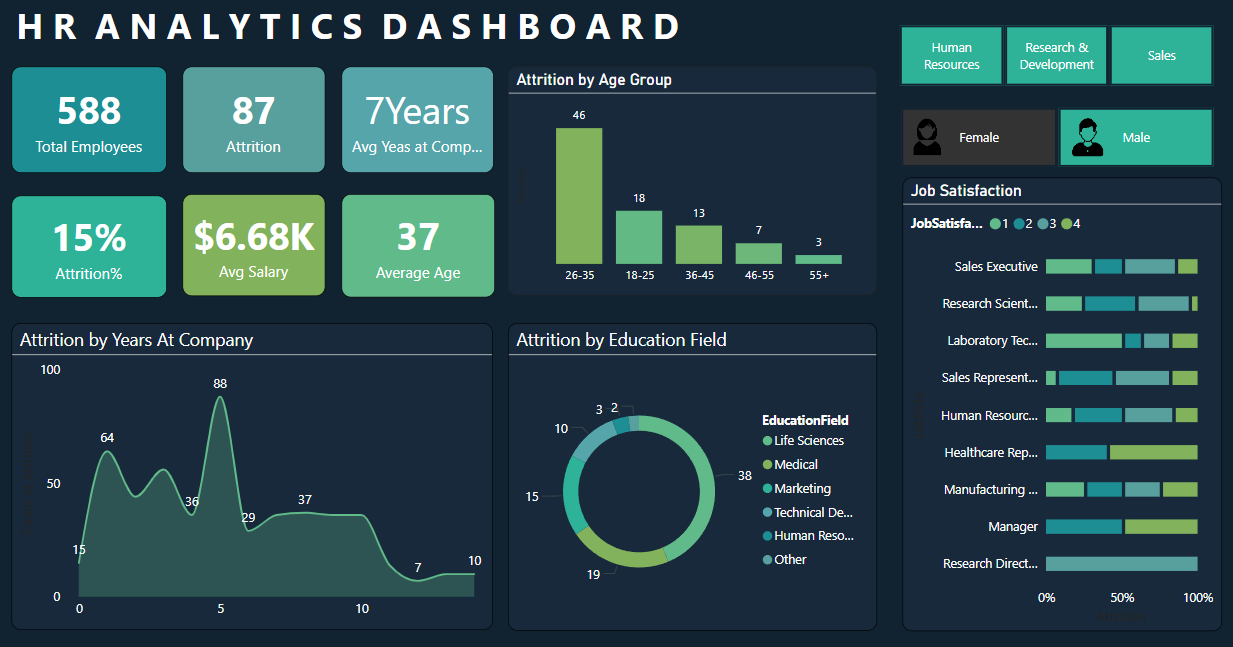 HR ANALYTICS DASHBOARD
588
Total Employees
87
Attrition
7Years
Avg Yeas at Comp...
15%
Attrition%
$6.68K
Avg Salary
37
Average Age
Attrition by Age Group
46
18
13
7
3
26-35
18-25
36-45
46-55
55+
Human
Resources
Research &
Development
Sales
Female
Male
Job Satisfaction
JobSatisfa...
1
2
3
4
Sales Executive
Research Scient...
Laboratory Tec...
Sales Represent...
Human Resourc...
Healthcare Rep...
Manufacturing ...
Manager
Research Direct...
0%
50%
100%
Attrition by Years At Company
100
50
0
15
64
36
88
29
37
7
10
0
5
10
Attrition by Education Field
38
19
15
10
3
2
EducationField
Life Sciences
Medical
Marketing
Technical De...
Human Reso...
Other